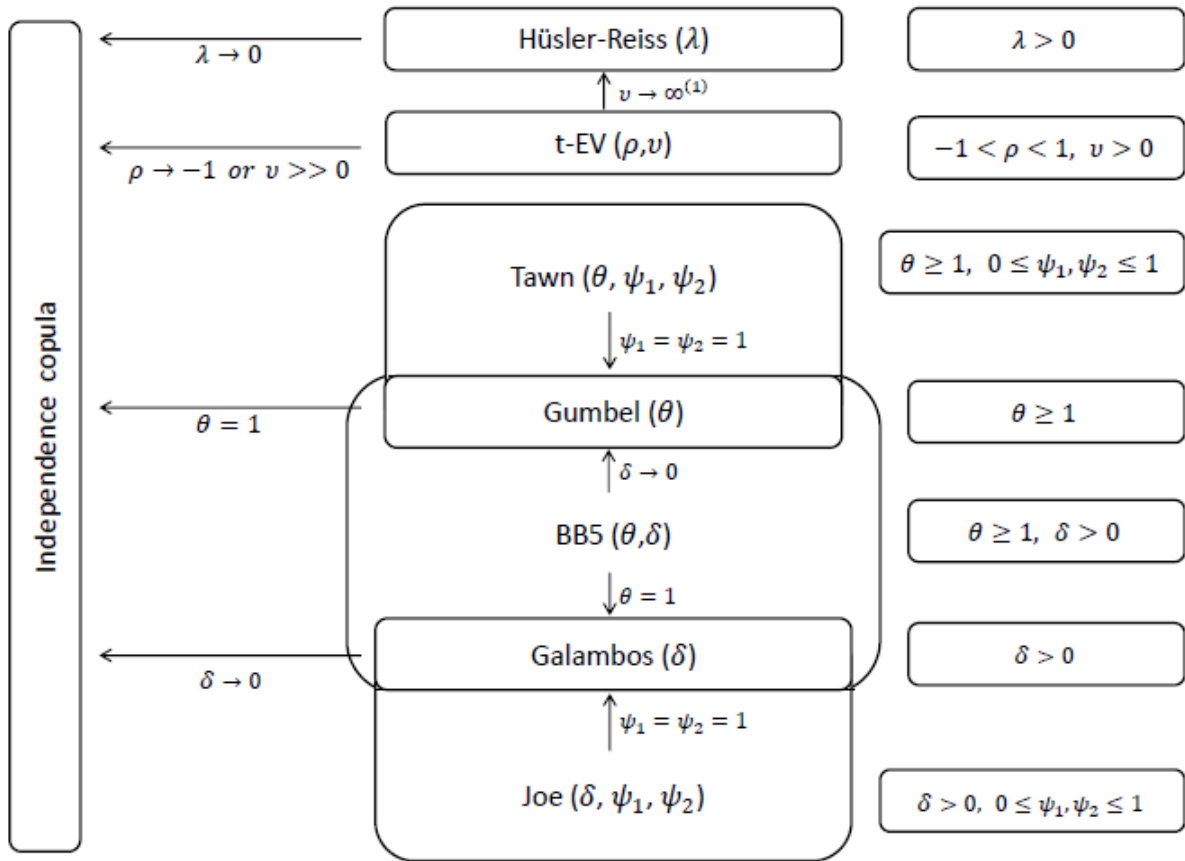 Independence copula
Hüsler-Reiss (λ)
λ > 0
λ → 0
υ → ∞⁽¹⁾
t-EV (ρ,υ)
−1 < ρ < 1, υ > 0
ρ → −1 or υ >> 0
Tawn (θ, ψ₁, ψ₂)
θ ≥ 1, 0 ≤ ψ₁, ψ₂ ≤ 1
ψ₁ = ψ₂ = 1
Gumbel (θ)
θ ≥ 1
θ = 1
δ → 0
BB5 (θ,δ)
θ ≥ 1, δ > 0
θ = 1
Galambos (δ)
δ > 0
δ → 0
ψ₁ = ψ₂ = 1
Joe (δ, ψ₁, ψ₂)
δ > 0, 0 ≤ ψ₁, ψ₂ ≤ 1